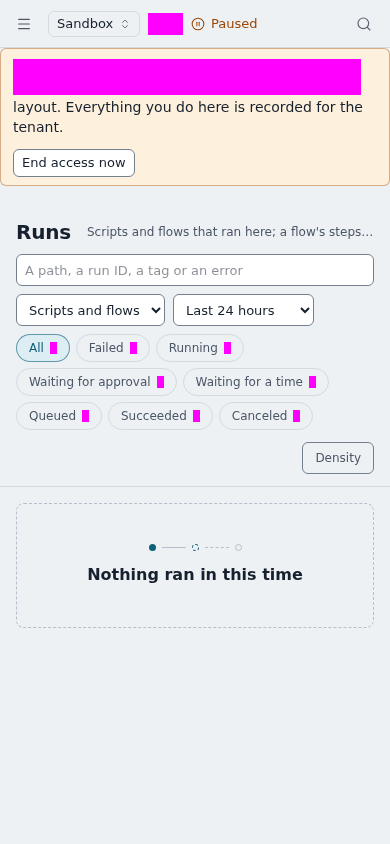 Sandbox
Paused
layout. Everything you do here is recorded for the
tenant.
End access now
Runs
Scripts and flows that ran here; a flow's steps…
A path, a run ID, a tag or an error
Scripts and flows
Last 24 hours
All
Failed
Running
Waiting for approval
Waiting for a time
Queued
Succeeded
Canceled
Density
Nothing ran in this time